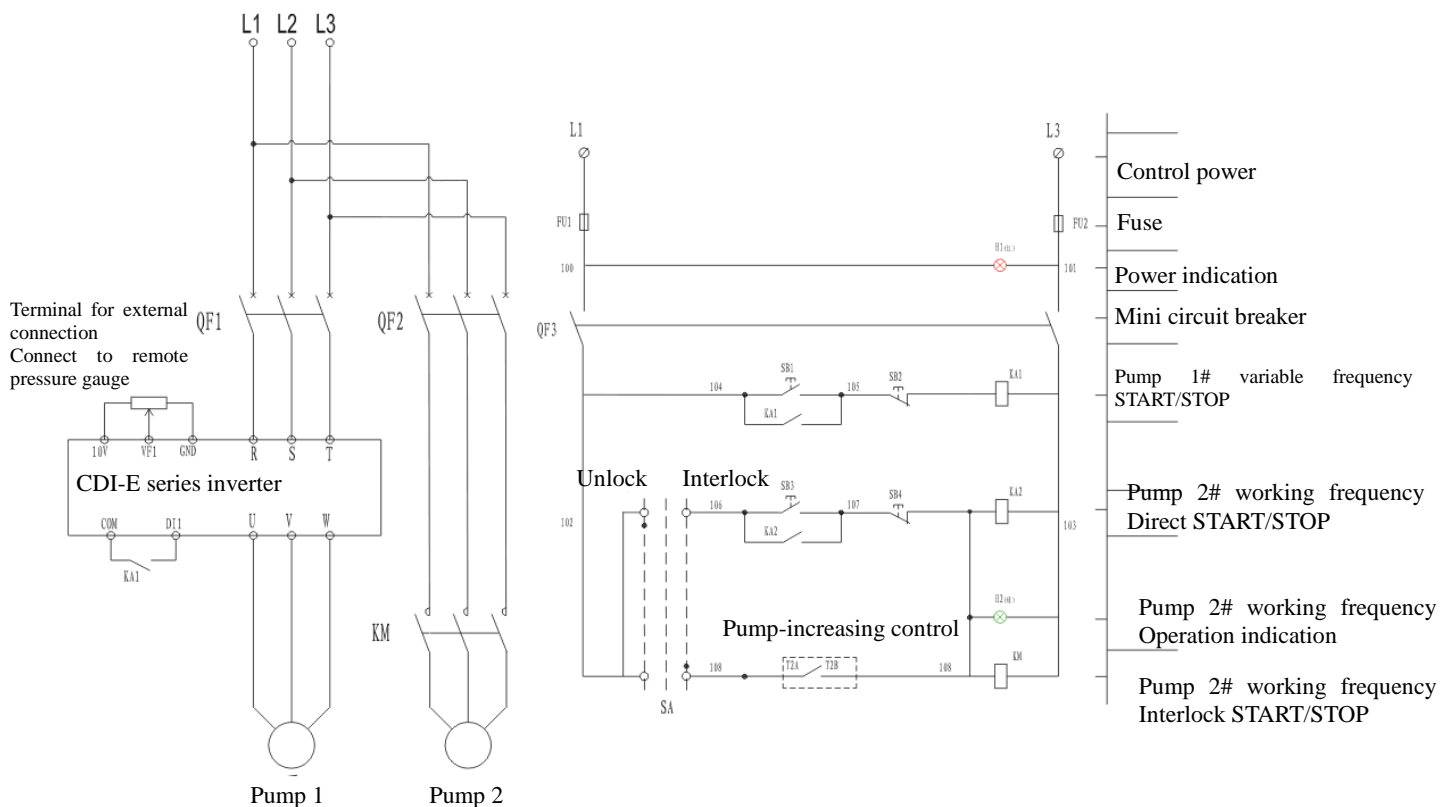 L1 L2 L3
Terminal for external
connection
Connect to remote
pressure gauge
QF1
QF2
10V VF1 GND R S T
CDI-E series inverter
COM DI1 U V W
KA1
KM
Pump 1
Pump 2
L1 L3
FU1 FU2
100 H1(红) 101
QF3
104 SB1 105 SB2 KA1
KA1
Unlock Interlock
102 106 SB3 107 SB4 KA2 103
KA2
H2(绿)
Pump-increasing control
108 T2A T2B 108 KM
SA
Control power
Fuse
Power indication
Mini circuit breaker
Pump 1# variable frequency
START/STOP
Pump 2# working frequency
Direct START/STOP
Pump 2# working frequency
Operation indication
Pump 2# working frequency
Interlock START/STOP